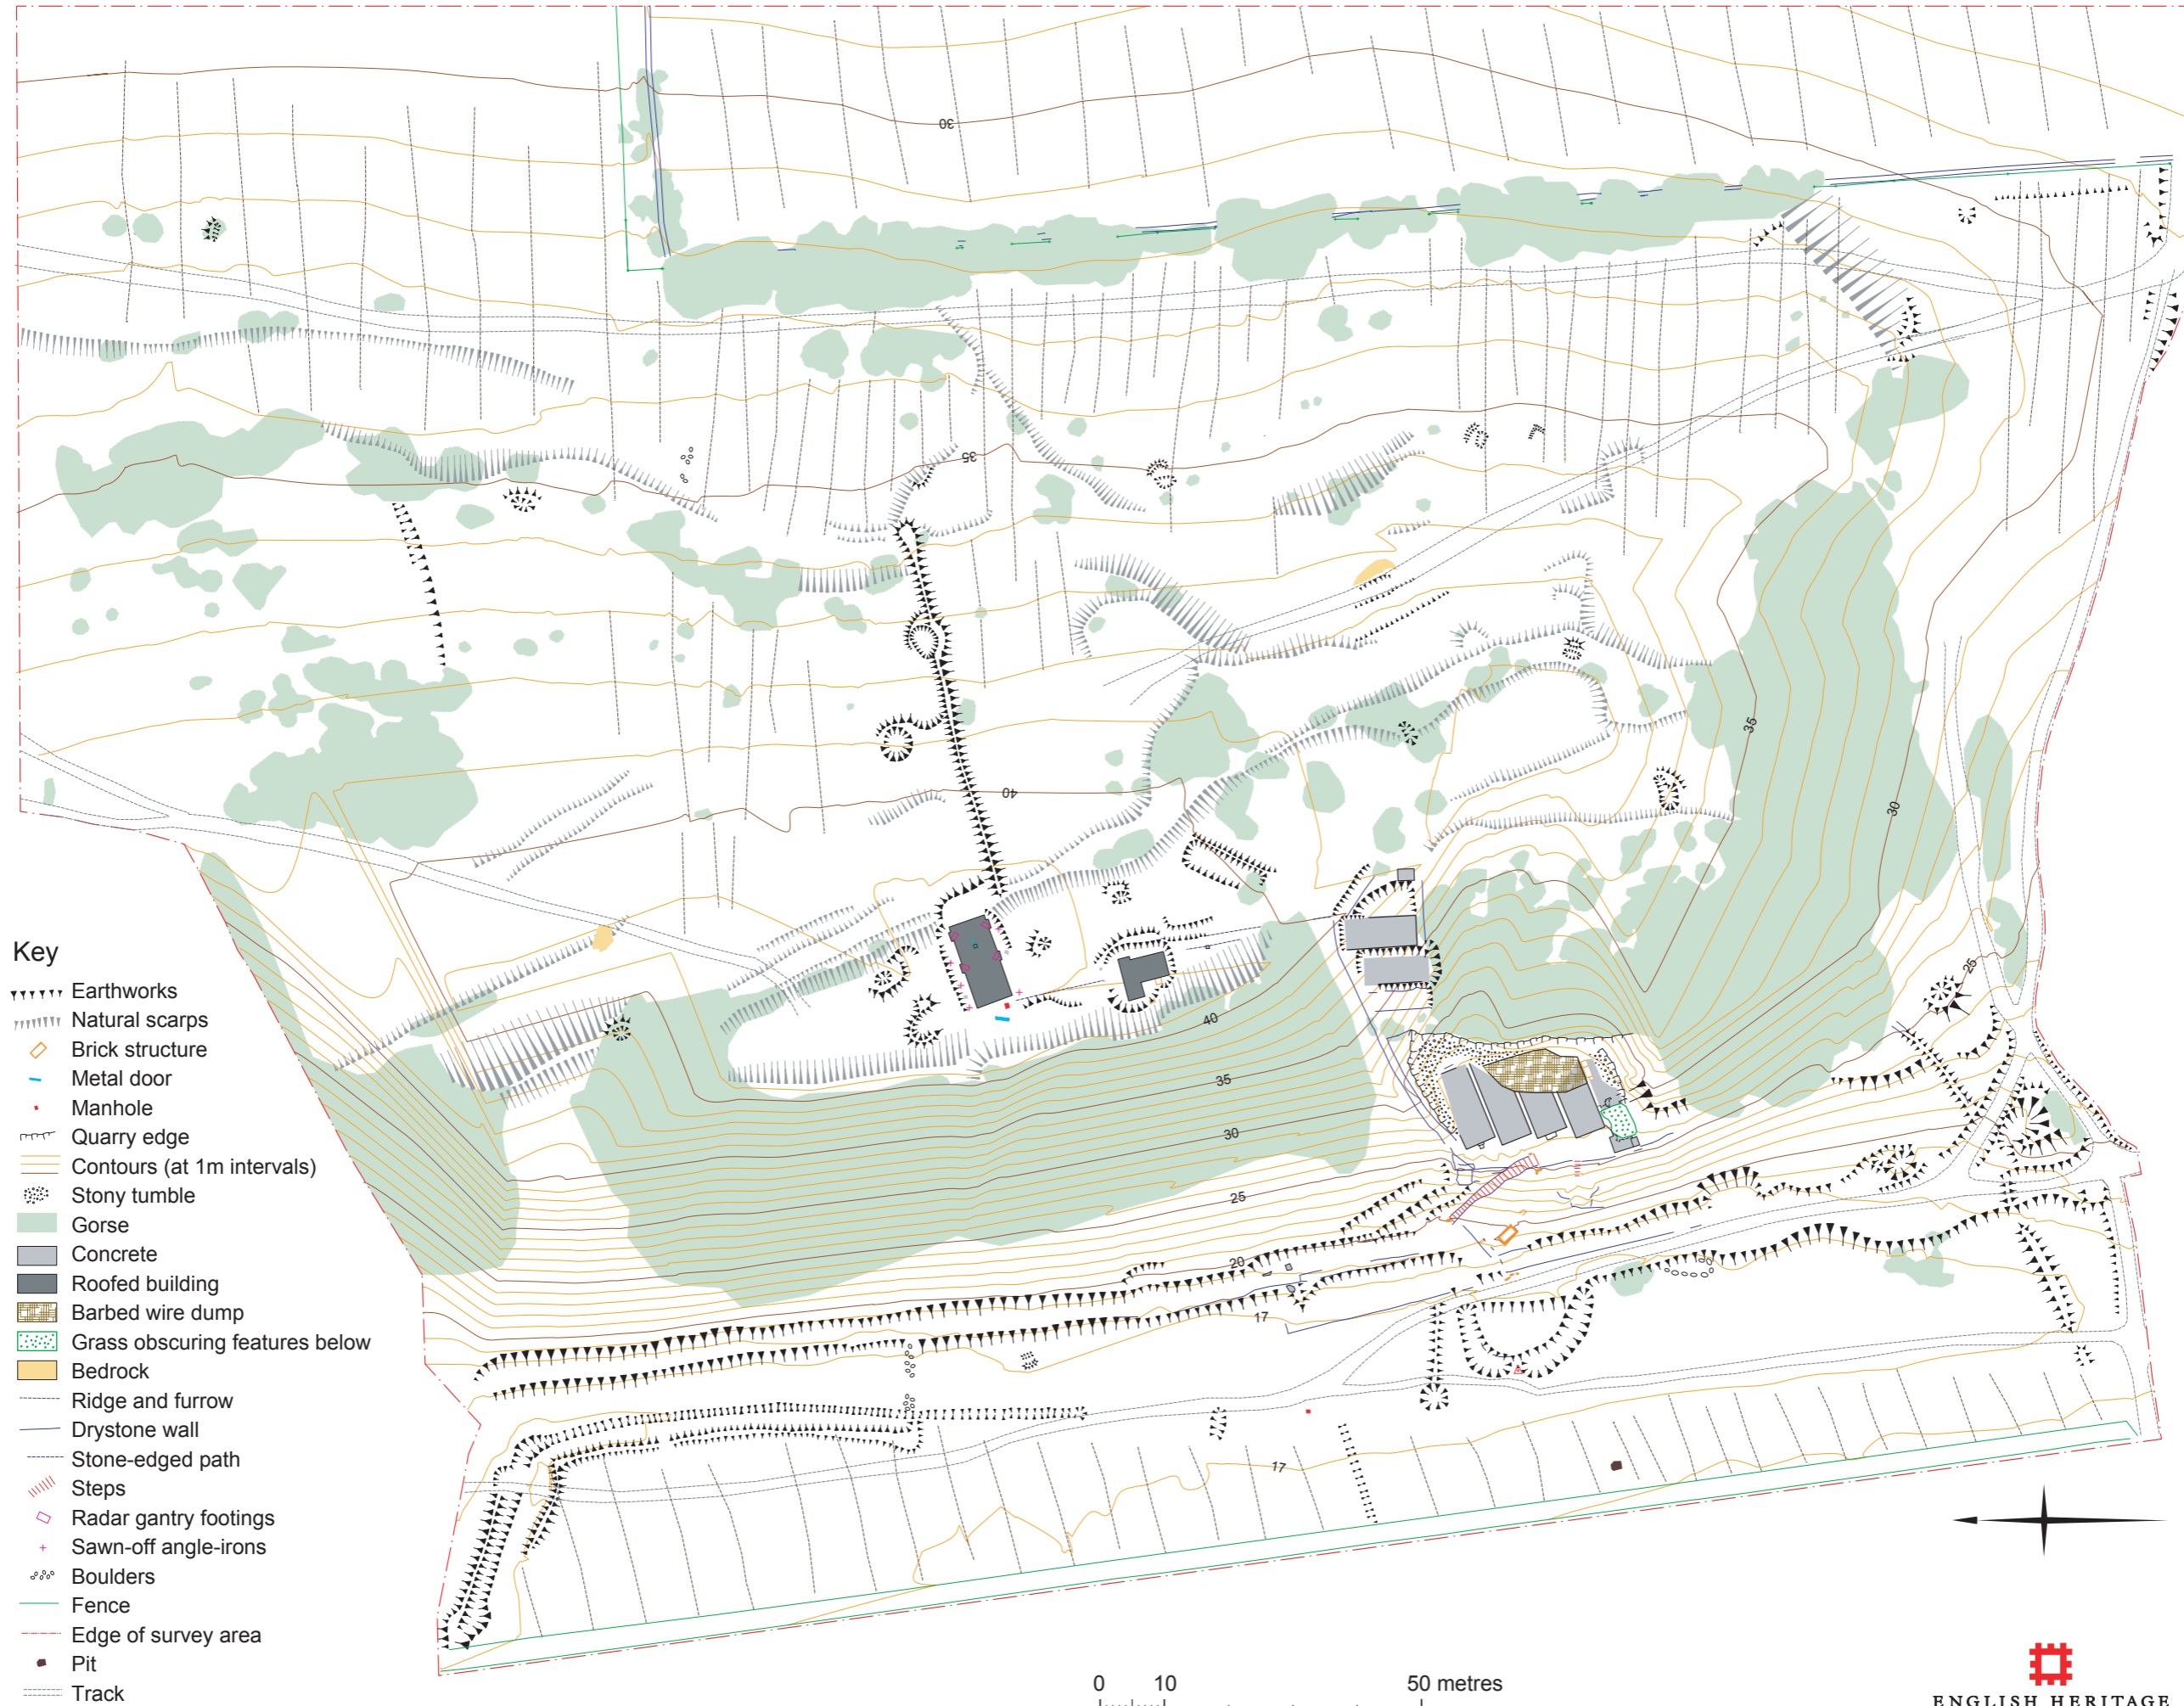 30
35
40
35
30
25
40
35
30
25
20
17
17
Key
Earthworks
Natural scarps
Brick structure
Metal door
Manhole
Quarry edge
Contours (at 1m intervals)
Stony tumble
Gorse
Concrete
Roofed building
Barbed wire dump
Grass obscuring features below
Bedrock
Ridge and furrow
Drystone wall
Stone-edged path
Steps
Radar gantry footings
Sawn-off angle-irons
Boulders
Fence
Edge of survey area
Pit
Track
0 10 50 metres
ENGLISH HERITAGE